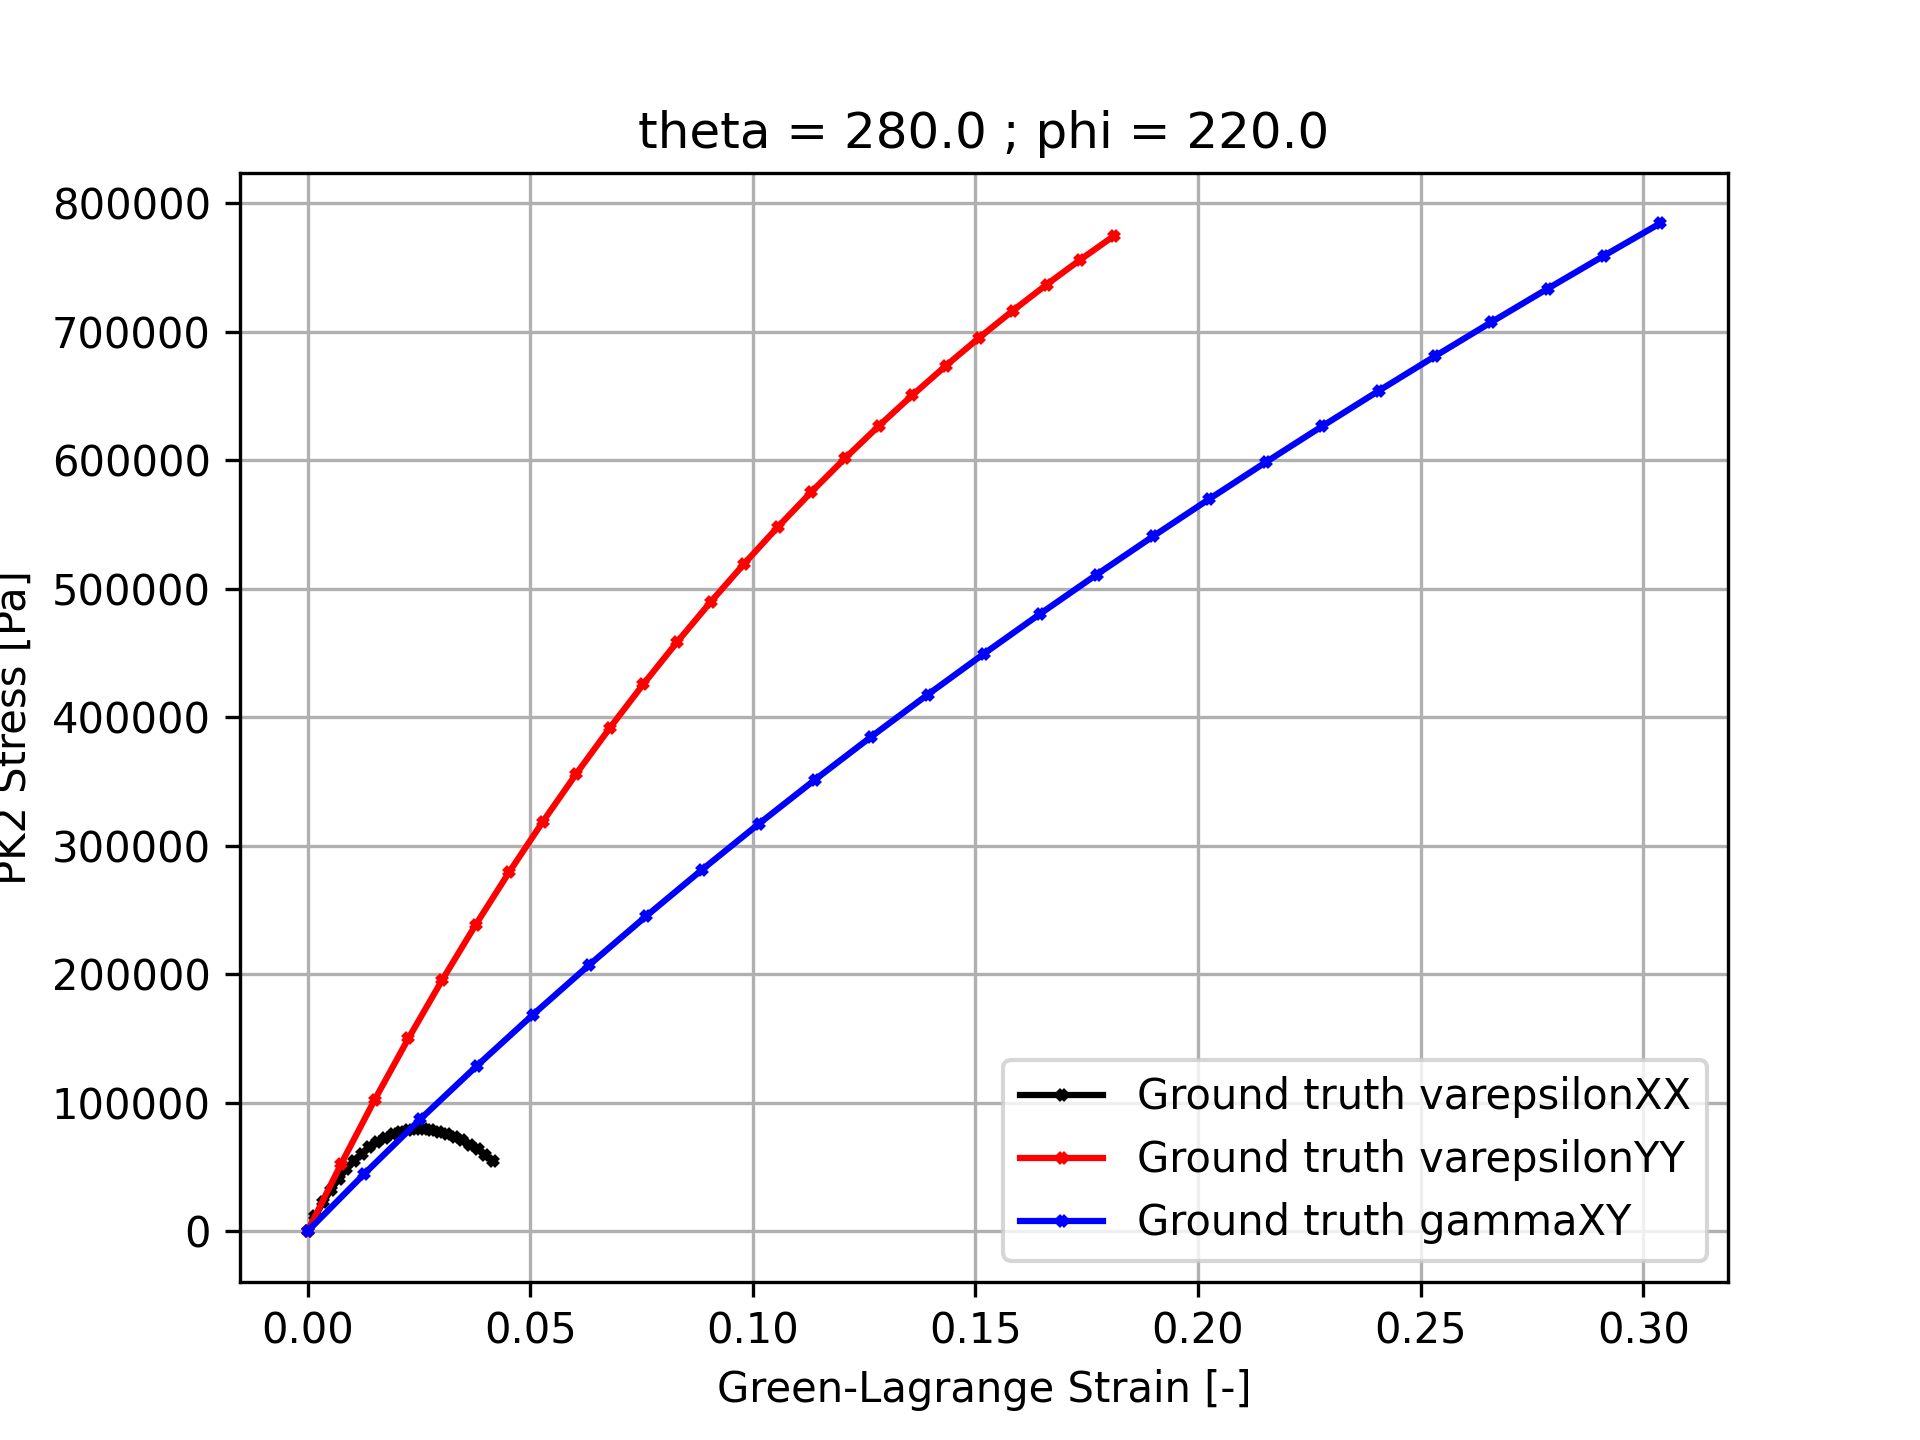 theta = 280.0 ; phi = 220.0
800000
700000
600000
500000
400000
300000
200000
100000
0
PK2 Stress [Pa]
Ground truth varepsilonXX
Ground truth varepsilonYY
Ground truth gammaXY
0.00 0.05 0.10 0.15 0.20 0.25 0.30
Green-Lagrange Strain [-]